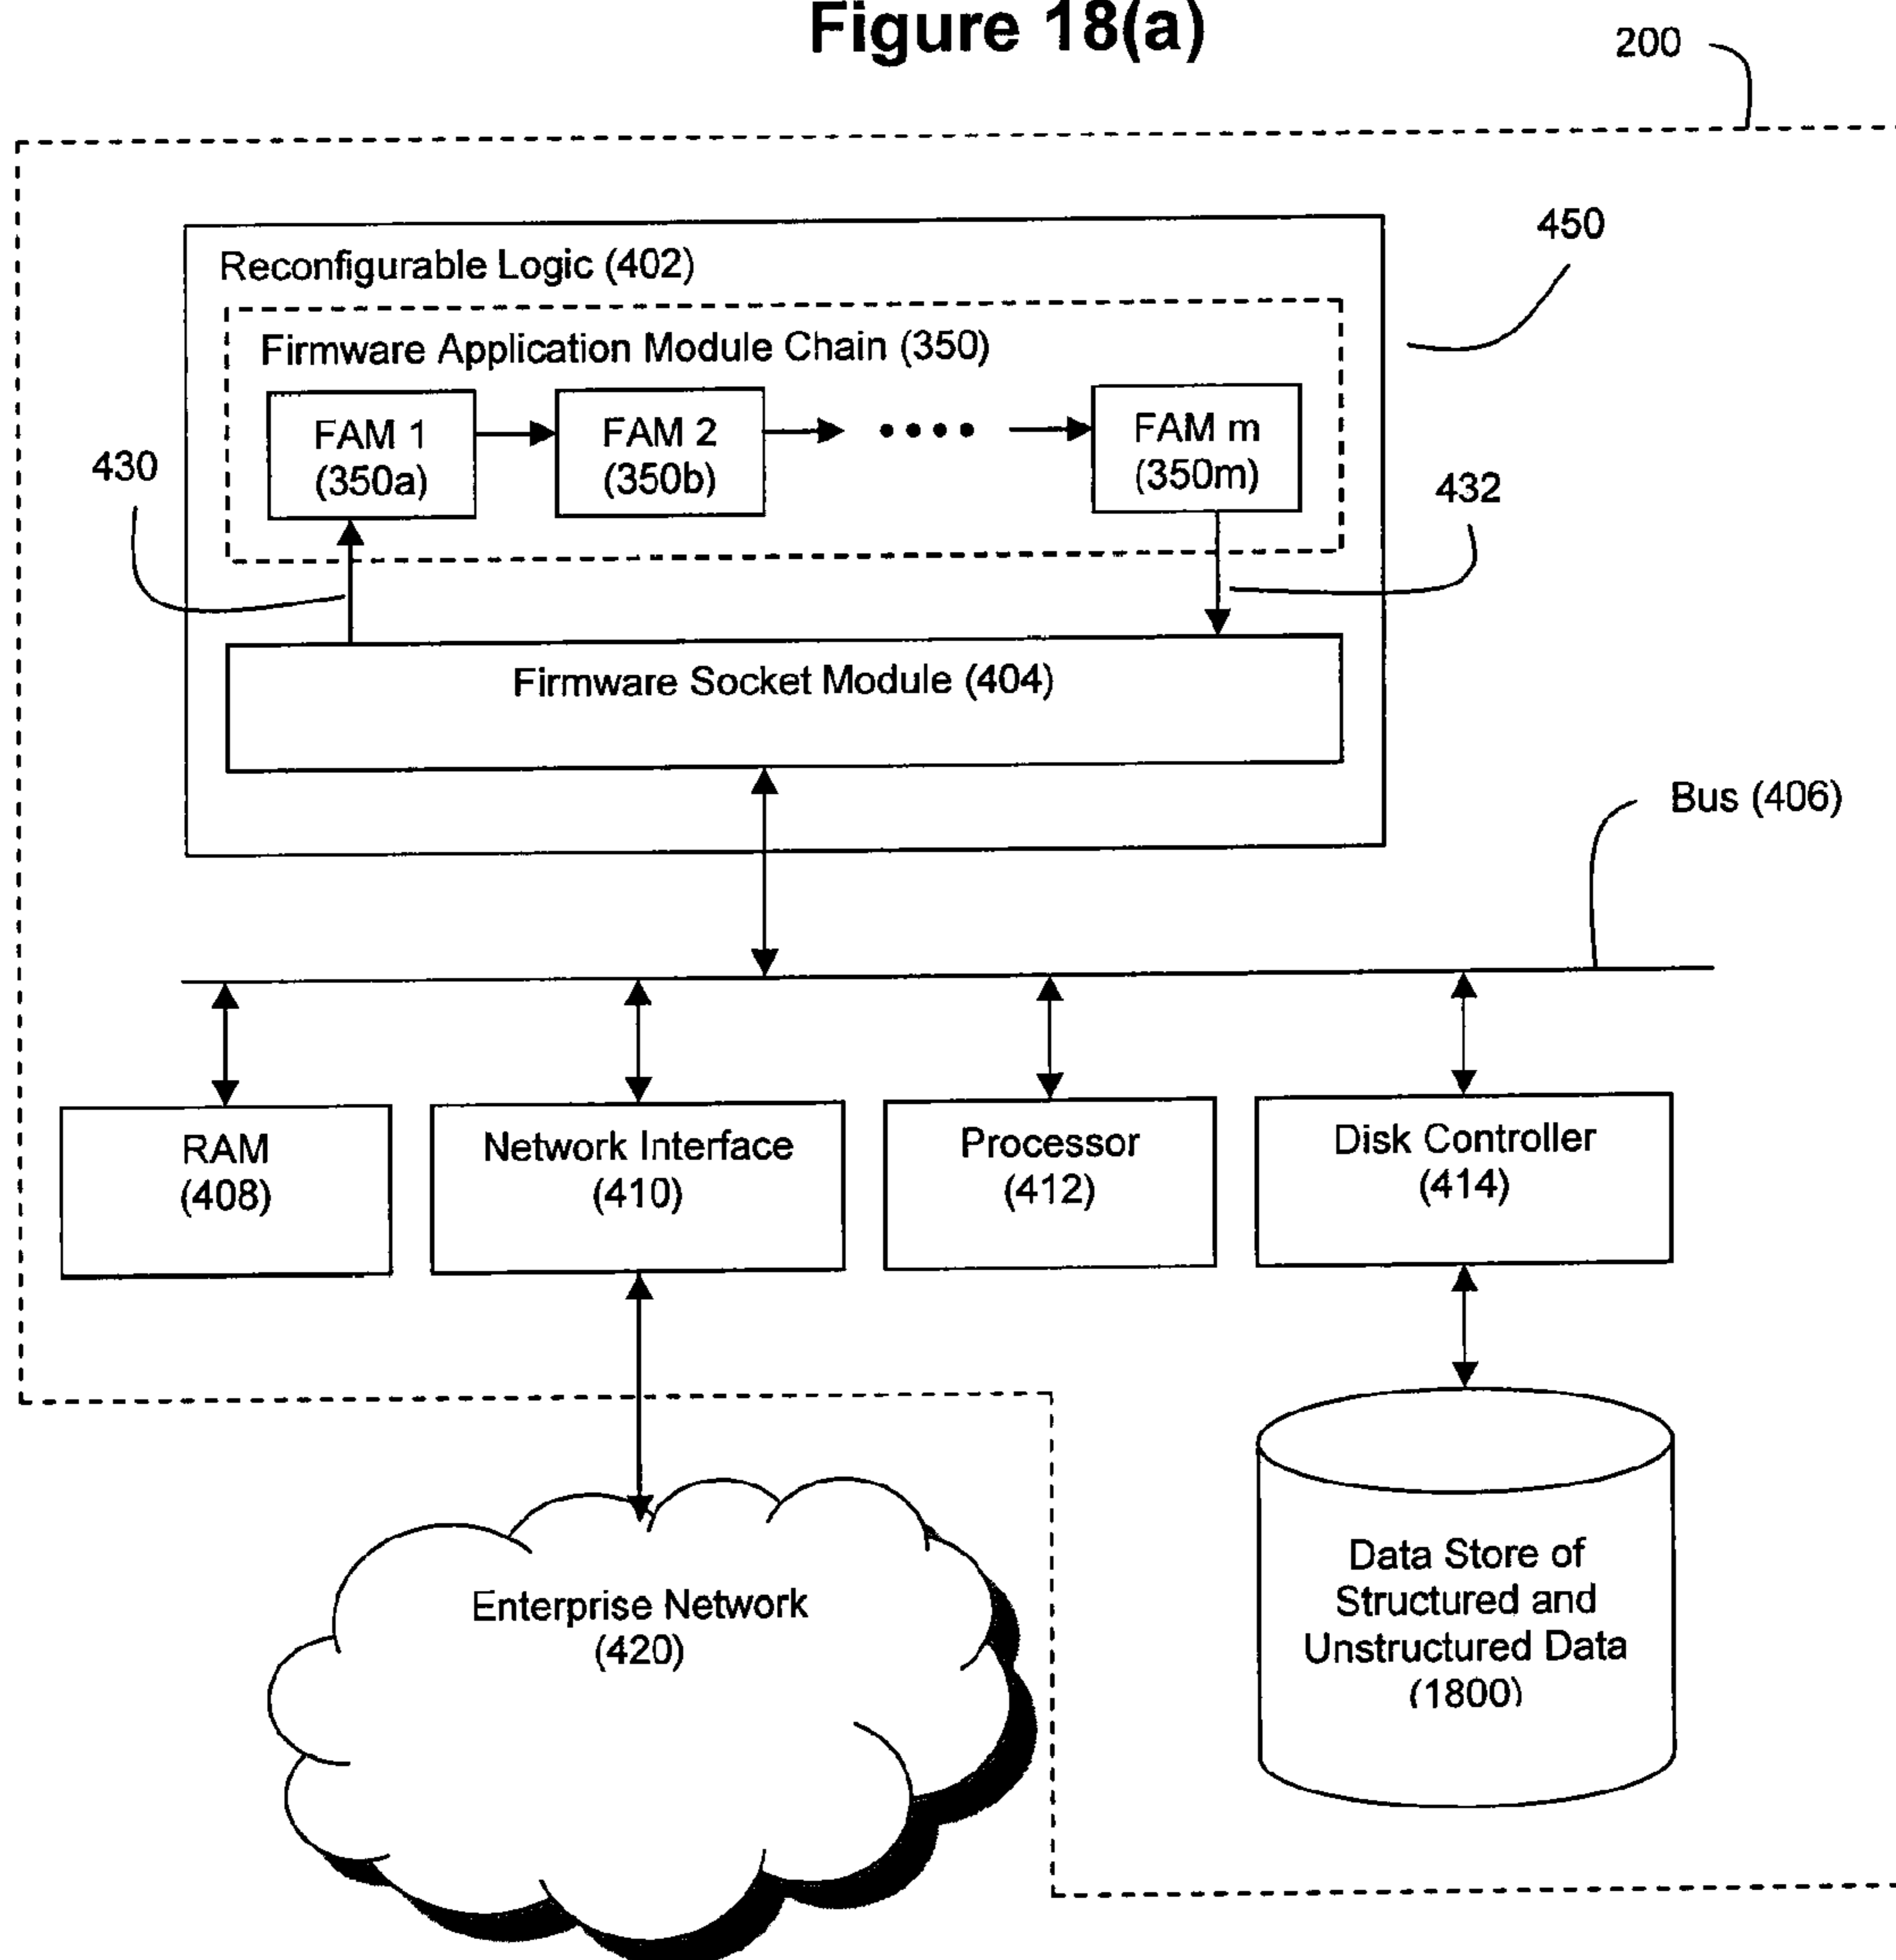 Figure 18(a)
200
450
Reconfigurable Logic (402)
Firmware Application Module Chain (350)
FAM 1
(350a)
FAM 2
(350b)
FAM m
(350m)
430
432
Firmware Socket Module (404)
Bus (406)
RAM
(408)
Network Interface
(410)
Processor
(412)
Disk Controller
(414)
Enterprise Network
(420)
Data Store of
Structured and
Unstructured Data
(1800)